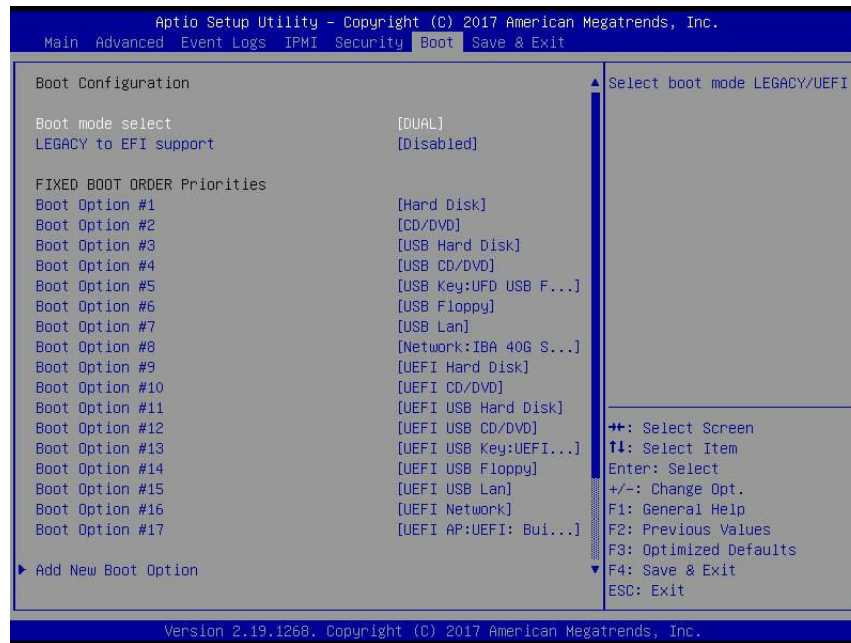 Aptio Setup Utility – Copyright (C) 2017 American Megatrends, Inc.
Main Advanced Event Logs IPMI Security Boot Save & Exit
Boot Configuration
Boot mode select [DUAL]
LEGACY to EFI support [Disabled]
FIXED BOOT ORDER Priorities
Boot Option #1 [Hard Disk]
Boot Option #2 [CD/DVD]
Boot Option #3 [USB Hard Disk]
Boot Option #4 [USB CD/DVD]
Boot Option #5 [USB Key:UFD USB F...]
Boot Option #6 [USB Floppy]
Boot Option #7 [USB Lan]
Boot Option #8 [Network:IBA 40G S...]
Boot Option #9 [UEFI Hard Disk]
Boot Option #10 [UEFI CD/DVD]
Boot Option #11 [UEFI USB Hard Disk]
Boot Option #12 [UEFI USB CD/DVD]
Boot Option #13 [UEFI USB Key:UEFI...]
Boot Option #14 [UEFI USB Floppy]
Boot Option #15 [UEFI USB Lan]
Boot Option #16 [UEFI Network]
Boot Option #17 [UEFI AP:UEFI: Bui...]
Add New Boot Option
Select boot mode LEGACY/UEFI
→←: Select Screen
↑↓: Select Item
Enter: Select
+/-: Change Opt.
F1: General Help
F2: Previous Values
F3: Optimized Defaults
F4: Save & Exit
ESC: Exit
Version 2.19.1268. Copyright (C) 2017 American Megatrends, Inc.